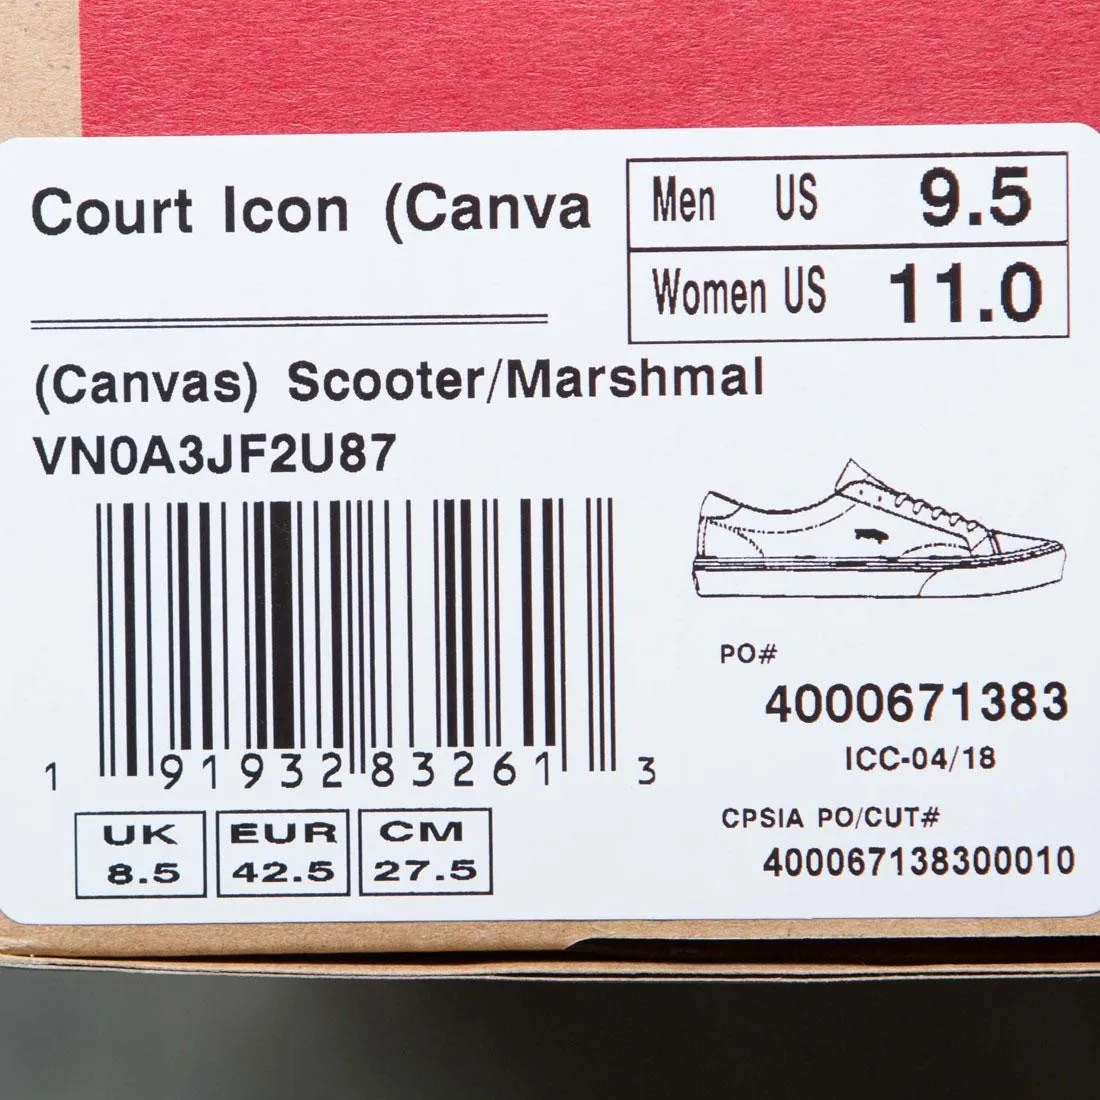 Court Icon (Canva
Men US 9.5
Women US 11.0
(Canvas) Scooter/Marshmal
VN0A3JF2U87
PO#
4000671383
ICC-04/18
1 91932 83261 3
CPSIA PO/CUT#
400067138300010
UK
8.5
EUR
42.5
CM
27.5